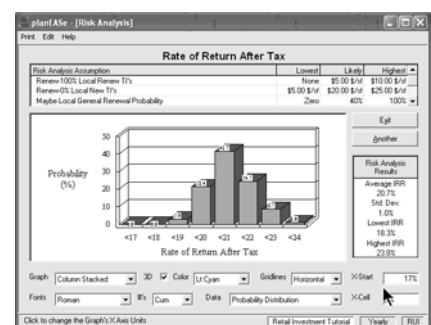 planEASe - [Risk Analysis]
Print Edit Help
Rate of Return After Tax
Risk Analysis Assumption Lowest Likely Highest
Renew-100% Local Renew TI's None $5.00 $/sf $10.00 $/sf
Renew-0% Local New TI's $5.00 $/sf $20.00 $/sf $25.00 $/sf
Maybe Local General Renewal Probability Zero 40% 100%
Exit
Another
Probability
(%)
50
40
30
20
10
0
<17 <18 <19 <20 <21 <22 <23 <24
Rate of Return After Tax
Risk Analysis
Results
Average IRR
20.7%
Std. Dev.
1.0%
Lowest IRR
18.3%
Highest IRR
23.8%
Graph Column Stacked 3D Color Lt Cyan Gridlines Horizontal X-Start 17%
Fonts Roman #'s Cum Data Probability Distribution X-Cell
Click to change the Graph's X Axis Units Retail Investment Tutorial Yearly RUI